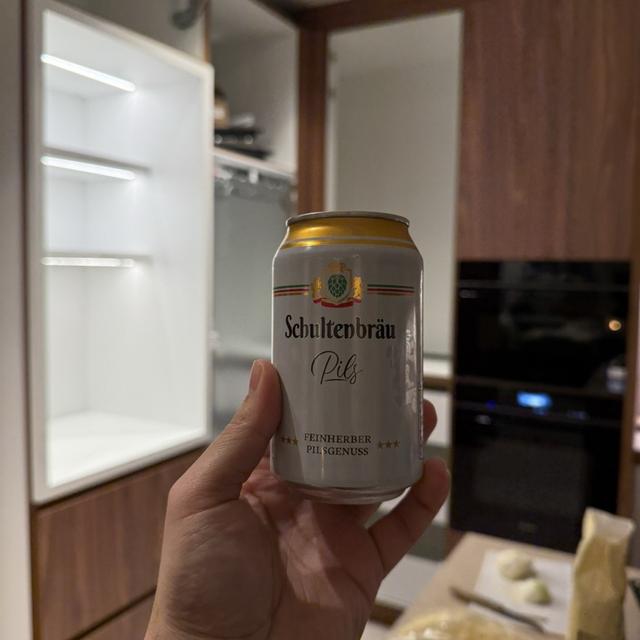 Schultenbräu
Pils
FEINHERBER
PILSGENUSS